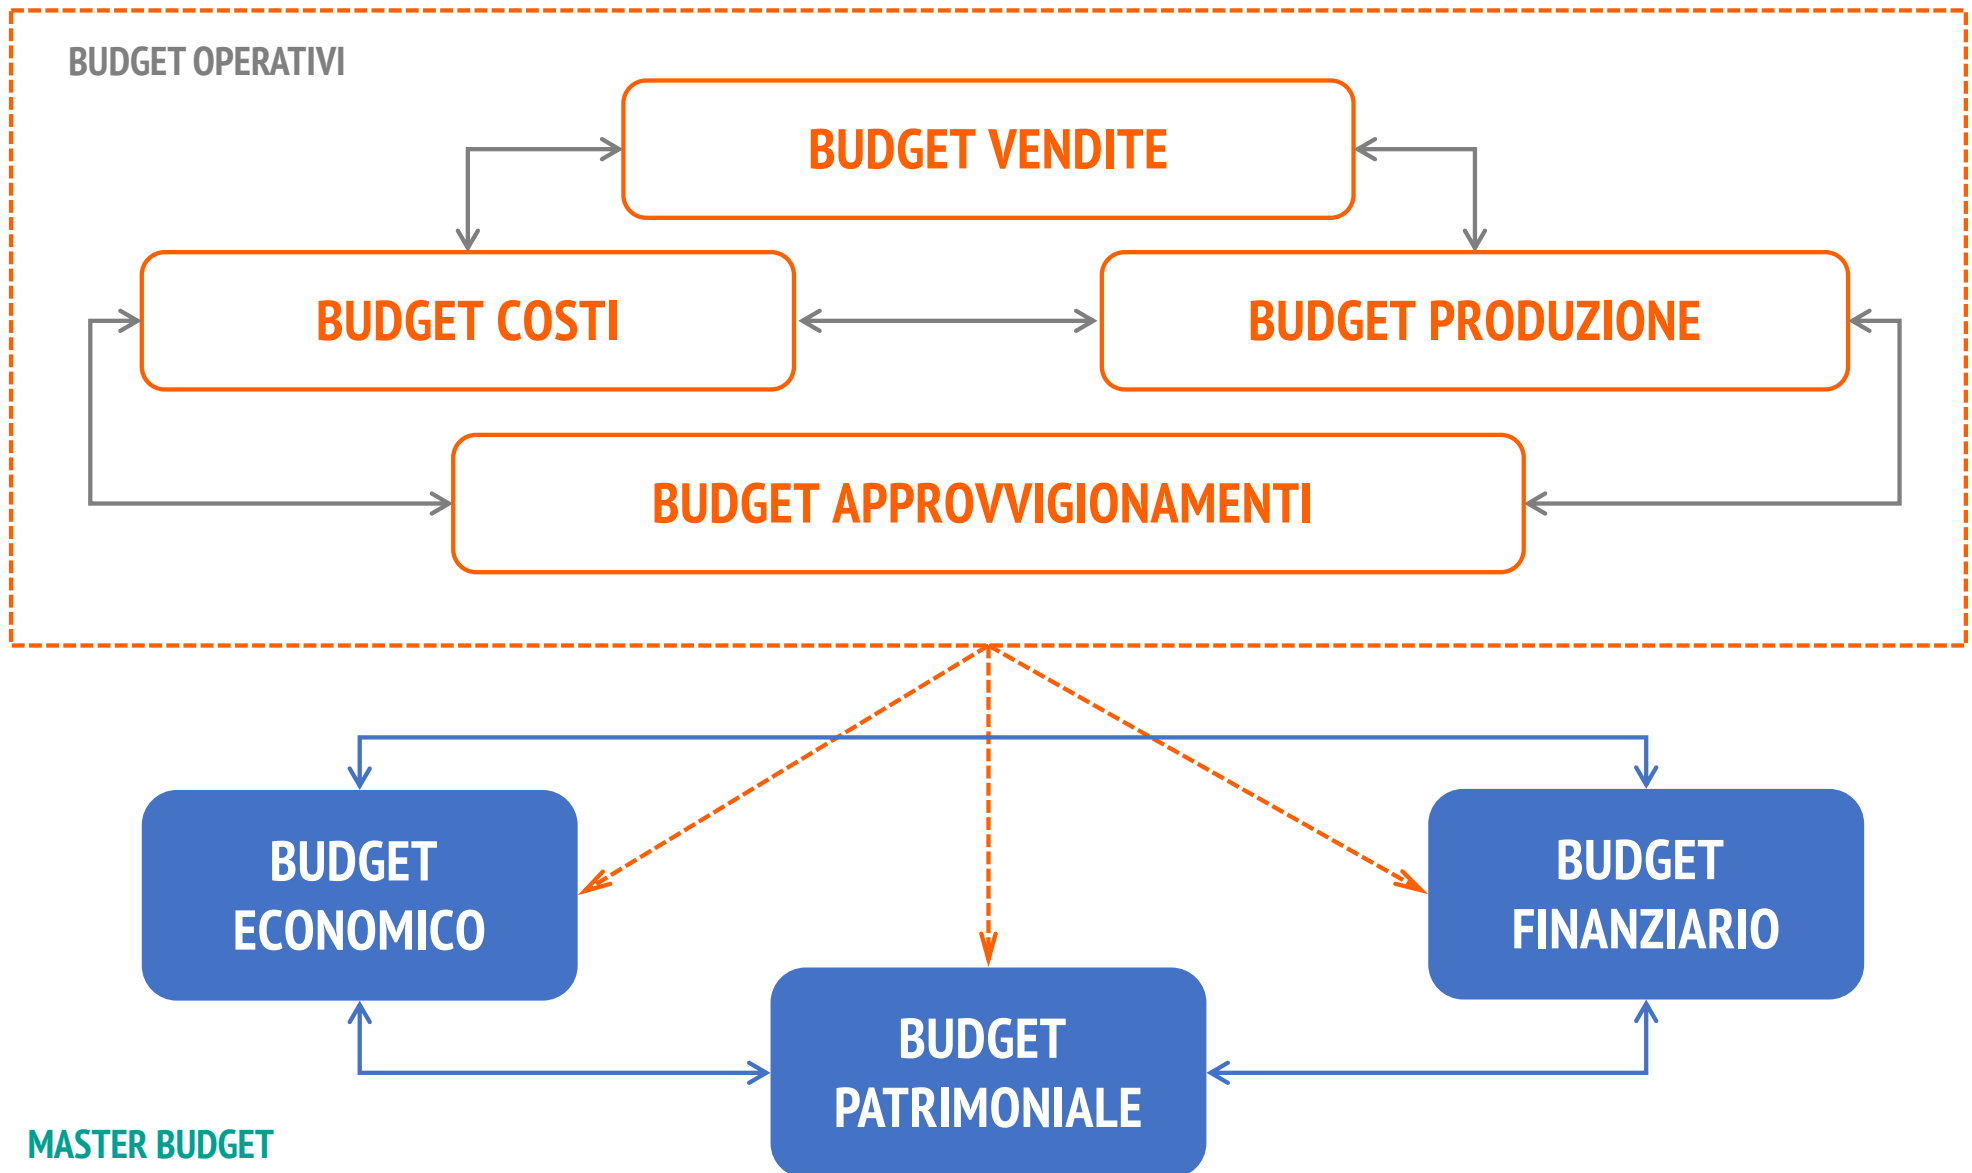 BUDGET OPERATIVI
BUDGET VENDITE
BUDGET COSTI
BUDGET PRODUZIONE
BUDGET APPROVVIGIONAMENTI
BUDGET
ECONOMICO
BUDGET
FINANZIARIO
BUDGET
PATRIMONIALE
MASTER BUDGET